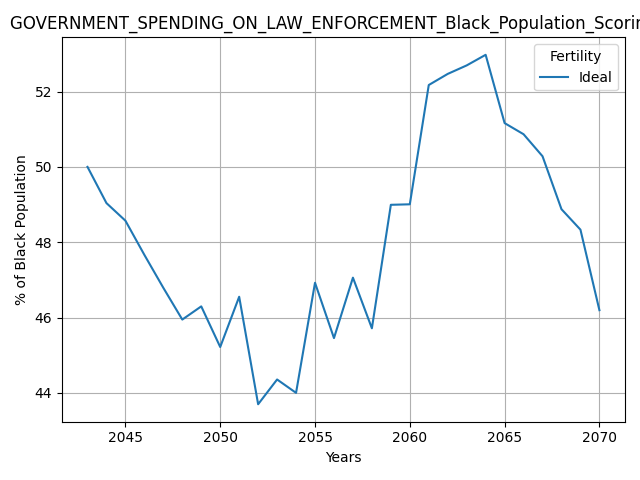 GOVERNMENT_SPENDING_ON_LAW_ENFORCEMENT_Black_Population_Scorin
Fertility
Ideal
% of Black Population
52
50
48
46
44
2045 2050 2055 2060 2065 2070
Years